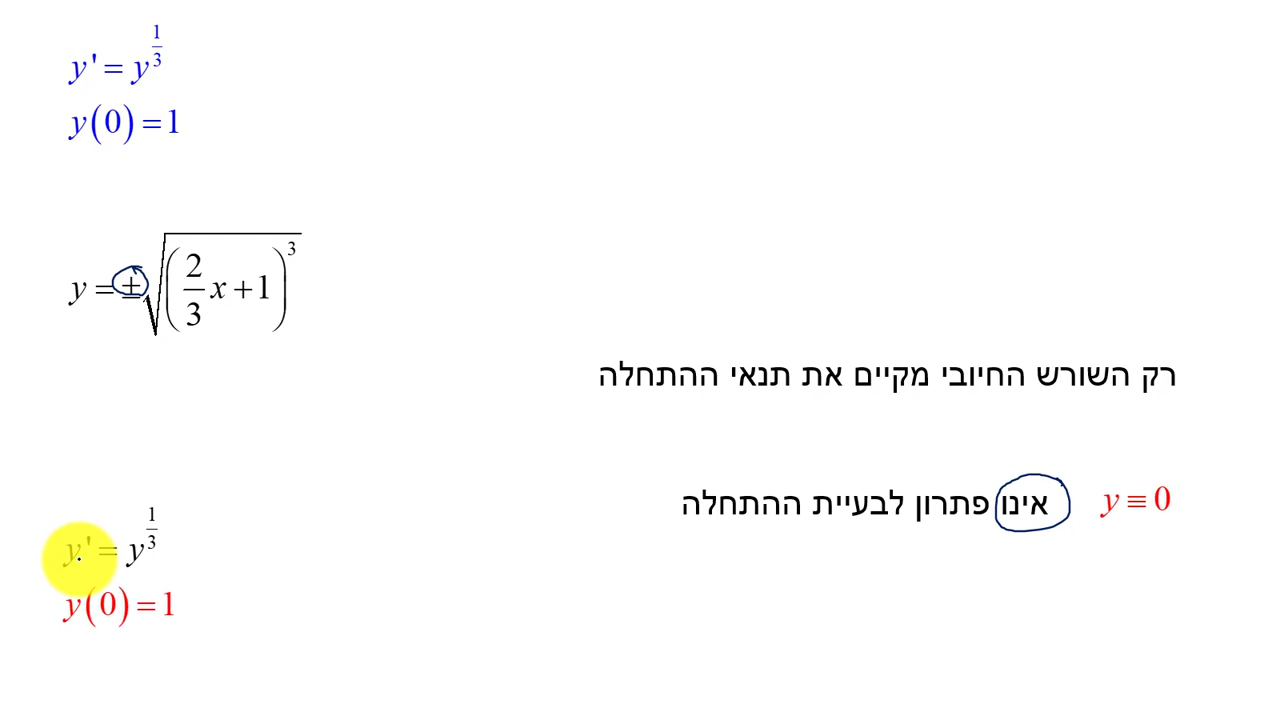 y' = y^{1/3}
y(0) = 1
y = ±√((2/3 x + 1)^3)
רק השורש החיובי מקיים את תנאי ההתחלה
y ≡ 0 אינו פתרון לבעיית ההתחלה
y' = y^{1/3}
y(0) = 1